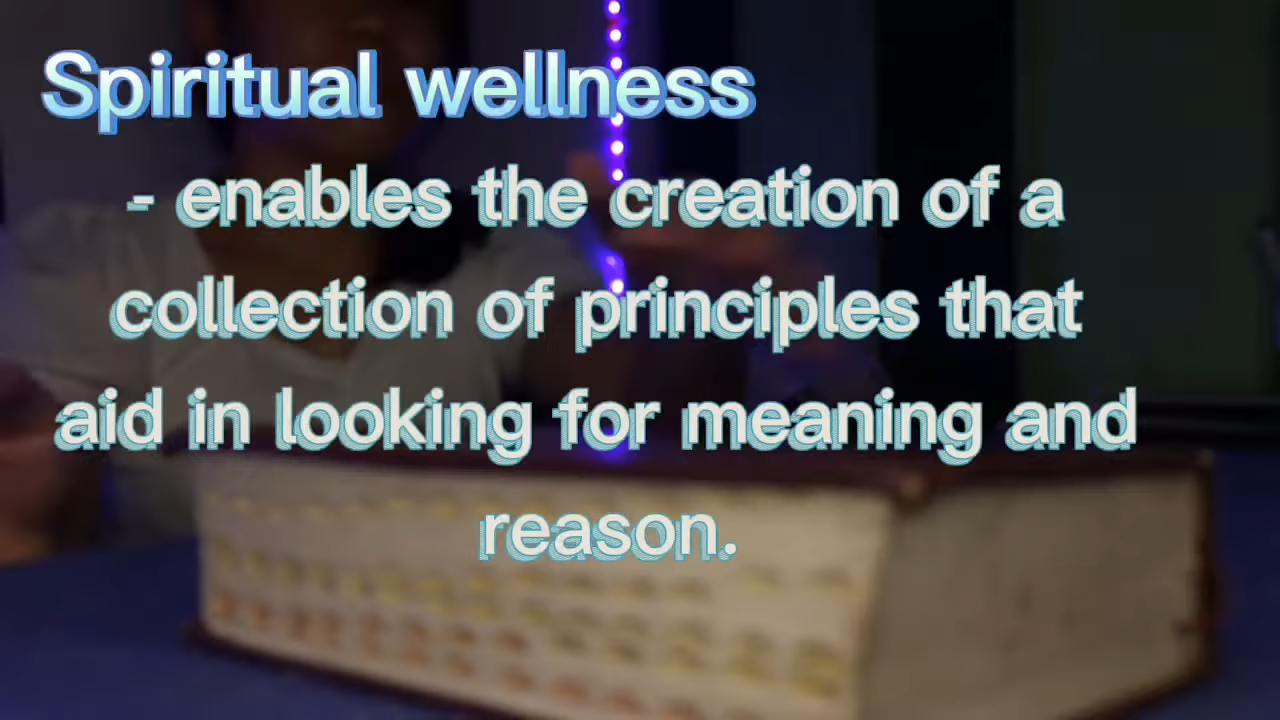 Spiritual wellness
- enables the creation of a
collection of principles that
aid in looking for meaning and
reason.